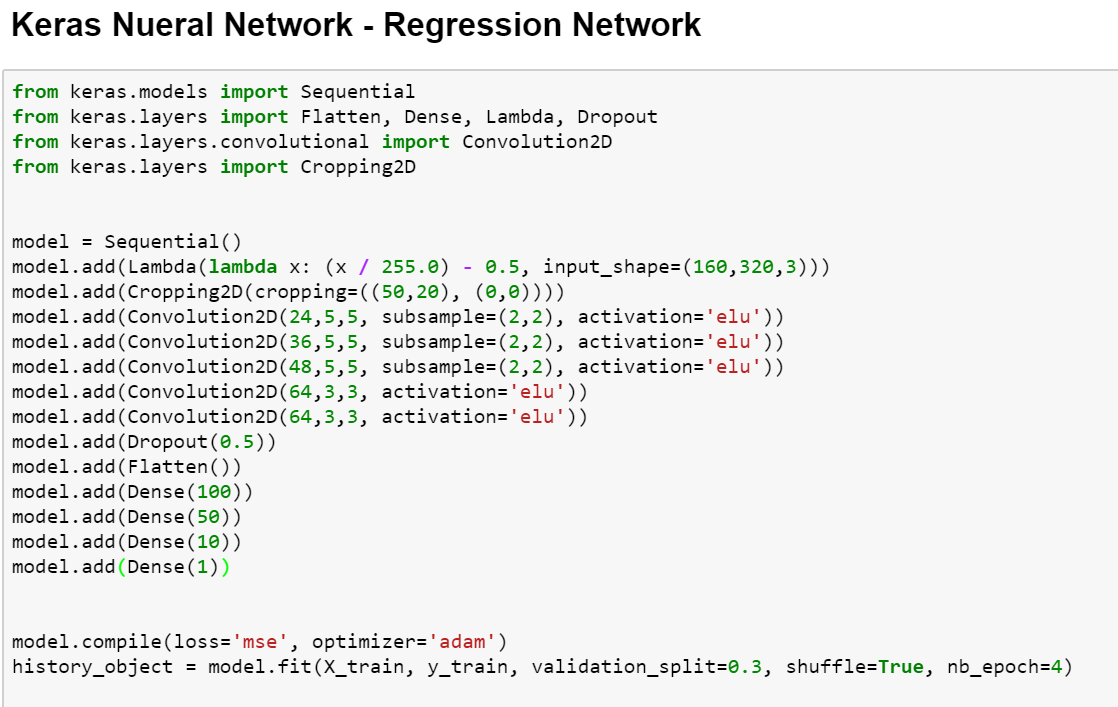 Keras Nueral Network - Regression Network
from keras.models import Sequential
from keras.layers import Flatten, Dense, Lambda, Dropout
from keras.layers.convolutional import Convolution2D
from keras.layers import Cropping2D
model = Sequential()
model.add(Lambda(lambda x: (x / 255.0) - 0.5, input_shape=(160,320,3)))
model.add(Cropping2D(cropping=((50,20), (0,0))))
model.add(Convolution2D(24,5,5, subsample=(2,2), activation='elu'))
model.add(Convolution2D(36,5,5, subsample=(2,2), activation='elu'))
model.add(Convolution2D(48,5,5, subsample=(2,2), activation='elu'))
model.add(Convolution2D(64,3,3, activation='elu'))
model.add(Convolution2D(64,3,3, activation='elu'))
model.add(Dropout(0.5))
model.add(Flatten())
model.add(Dense(100))
model.add(Dense(50))
model.add(Dense(10))
model.add(Dense(1))
model.compile(loss='mse', optimizer='adam')
history_object = model.fit(X_train, y_train, validation_split=0.3, shuffle=True, nb_epoch=4)